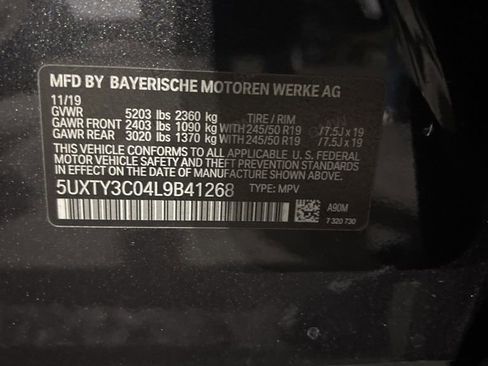 MFD BY BAYERISCHE MOTOREN WERKE AG
11/19
GVWR 5203 lbs 2360 kg TIRE / RIM
GAWR FRONT 2403 lbs 1090 kg WITH 245/50 R19 /7.5J x 19
GAWR REAR 3020 lbs 1370 kg WITH 245/50 R19 /7.5J x 19
THIS VEHICLE CONFORMS TO ALL APPLICABLE U. S. FEDERAL
MOTOR VEHICLE SAFETY AND THEFT PREVENTION STANDARDS
IN EFFECT ON THE DATE OF MANUFACTURE SHOWN ABOVE.
5UXTY3C04L9B41268 TYPE: MPV
A90M
7 320 730